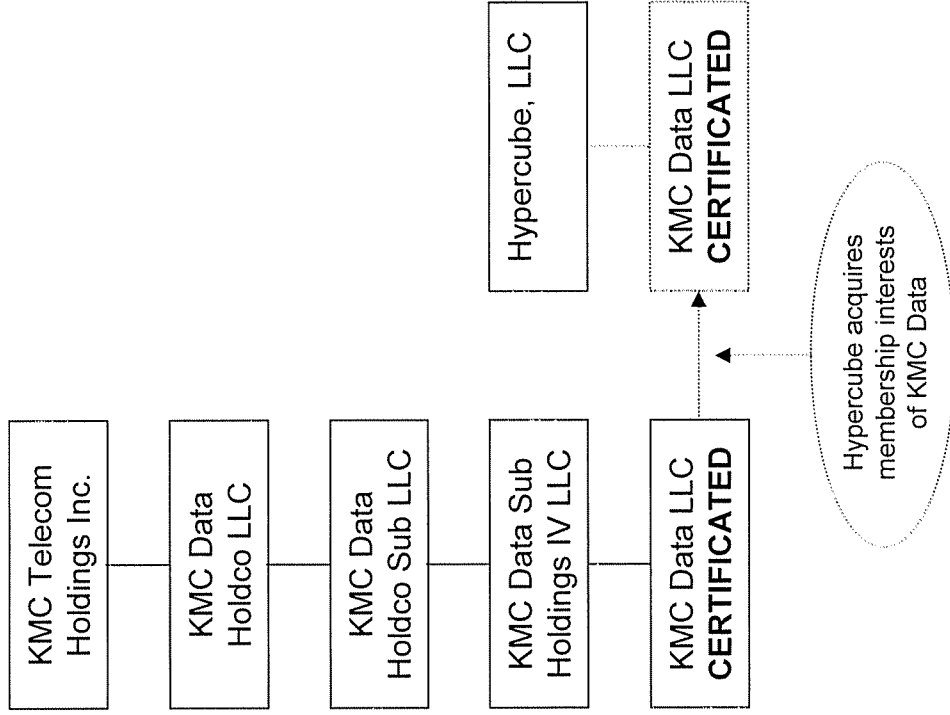 KMC Telecom
Holdings Inc.
KMC Data
Holdco LLC
KMC Data
Holdco Sub LLC
KMC Data Sub
Holdings IV LLC
KMC Data LLC
CERTIFICATED
Hypercube, LLC
KMC Data LLC
CERTIFICATED
Hypercube acquires
membership interests
of KMC Data